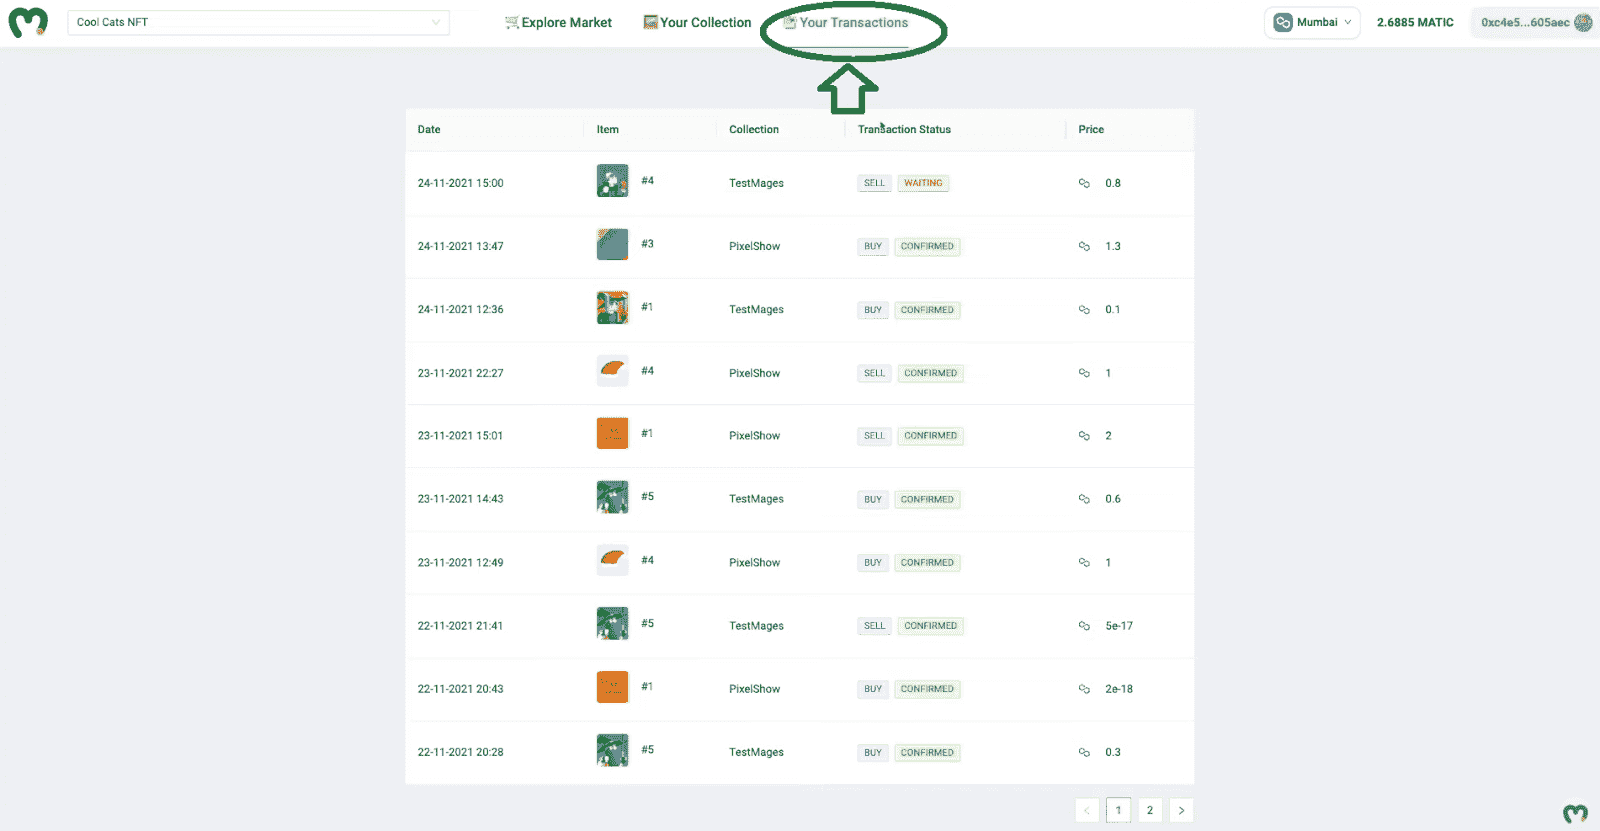 Cool Cats NFT
Explore Market
Your Collection
Your Transactions
Mumbai
2.6885 MATIC
0xc4e5...605aec
Date Item Collection Transaction Status Price
24-11-2021 15:00 #4 TestMages SELL WAITING 0.8
24-11-2021 13:47 #3 PixelShow BUY CONFIRMED 1.3
24-11-2021 12:36 #1 TestMages BUY CONFIRMED 0.1
23-11-2021 22:27 #4 PixelShow SELL CONFIRMED 1
23-11-2021 15:01 #1 PixelShow SELL CONFIRMED 2
23-11-2021 14:43 #5 TestMages BUY CONFIRMED 0.6
23-11-2021 12:49 #4 PixelShow BUY CONFIRMED 1
22-11-2021 21:41 #5 TestMages SELL CONFIRMED 5e-17
22-11-2021 20:43 #1 PixelShow BUY CONFIRMED 2e-18
22-11-2021 20:28 #5 TestMages BUY CONFIRMED 0.3
< 1 2 >